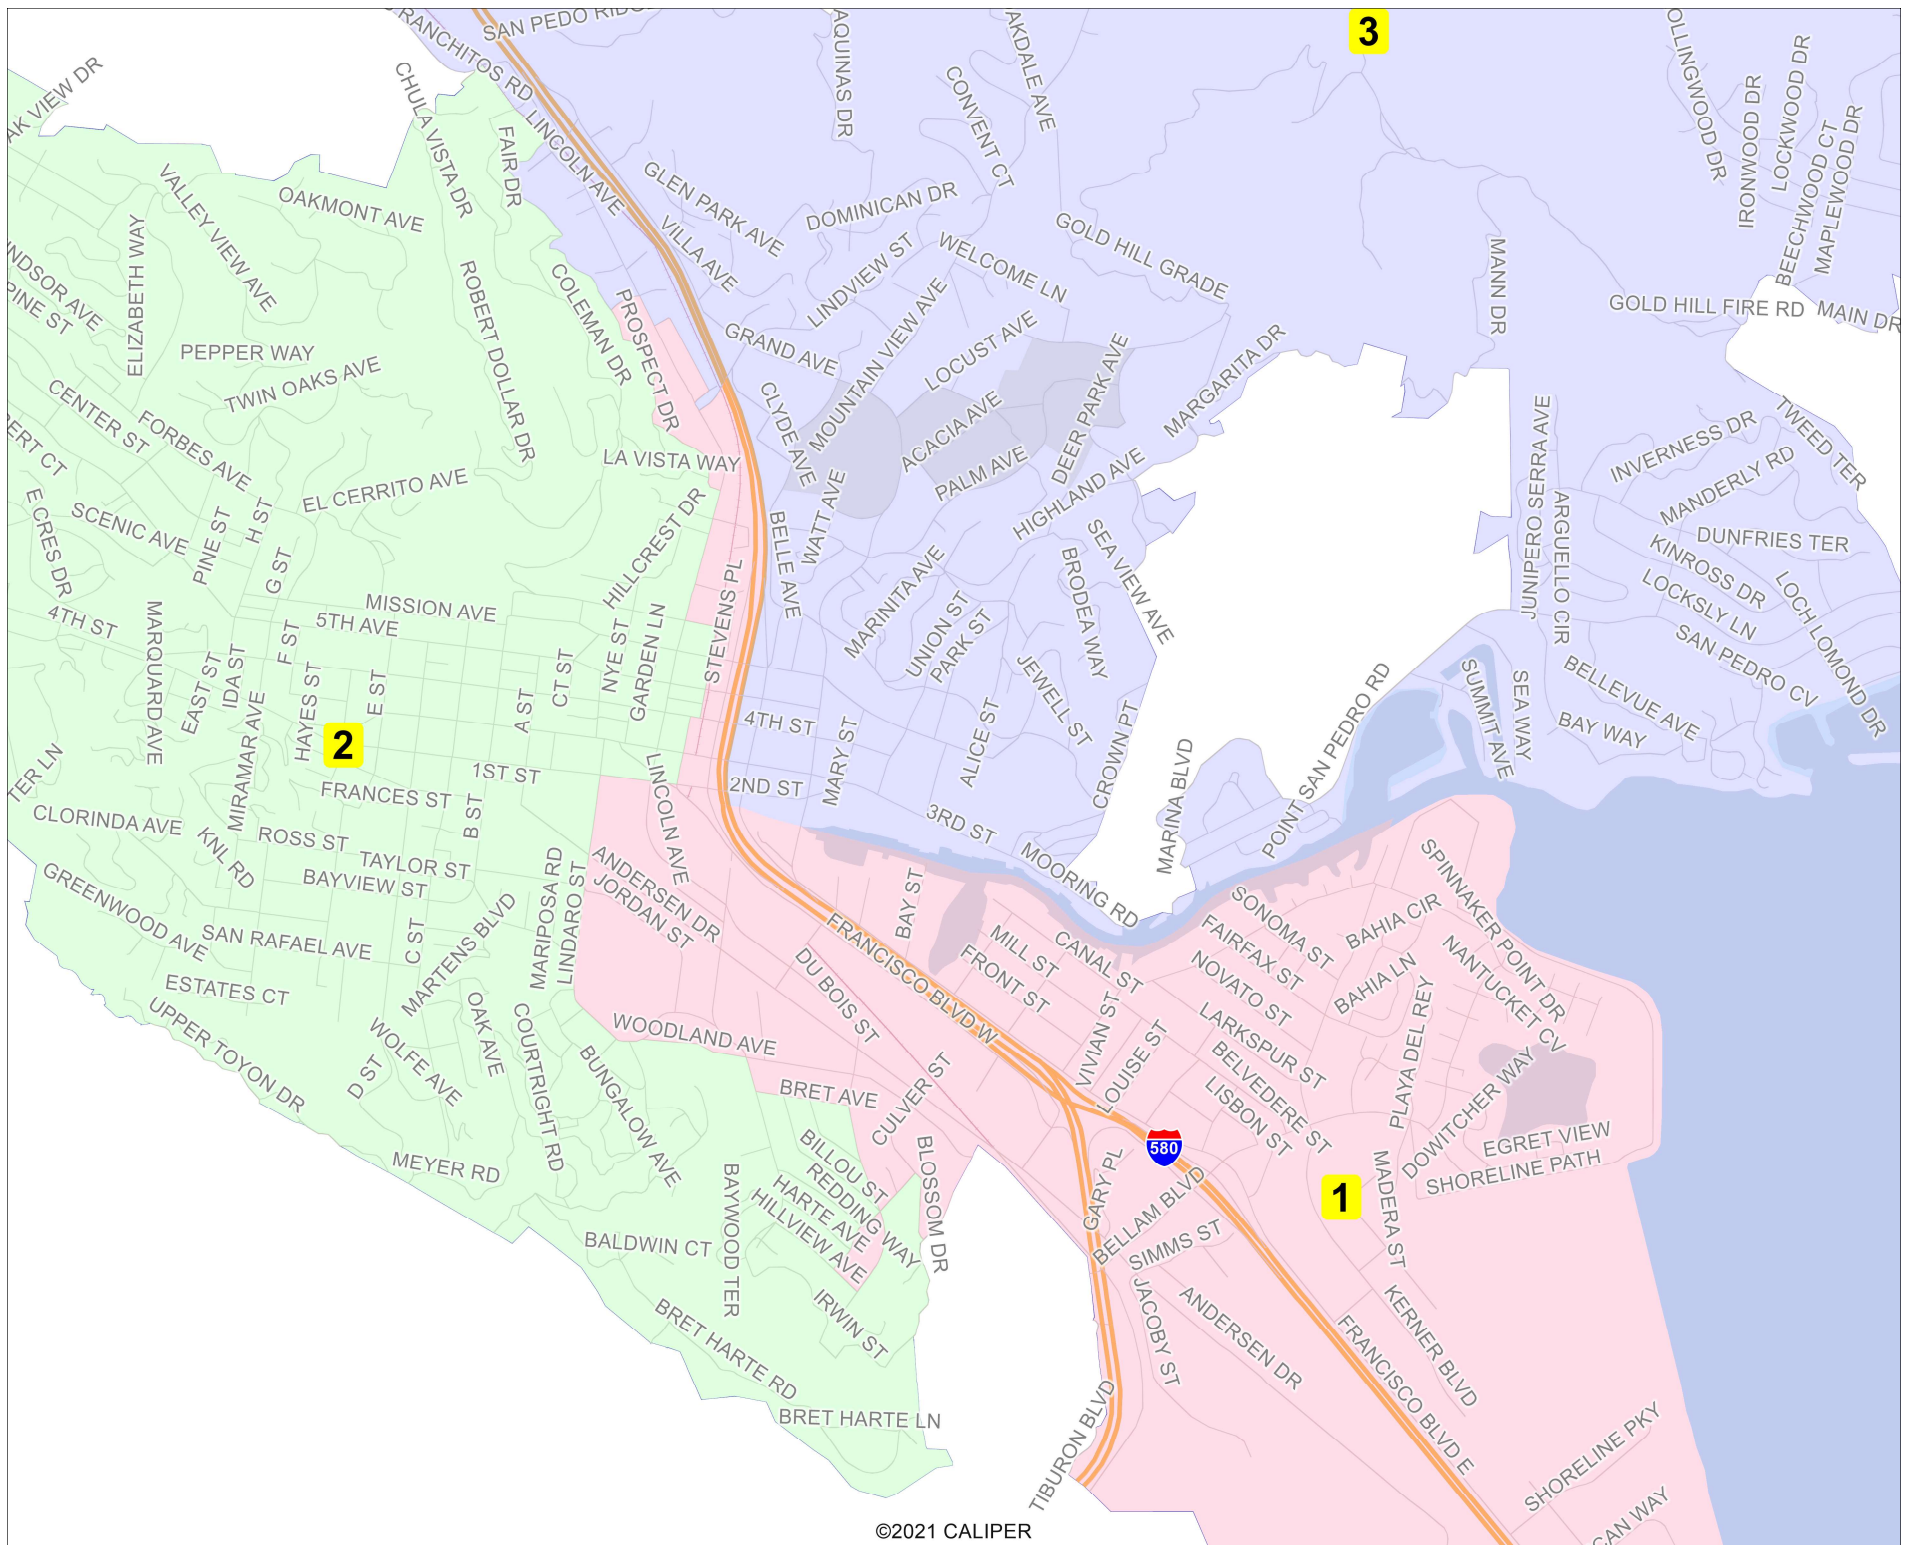 RANCHITOS RD
SAN PEDO RIDGE
3
AQUINAS DR
AKDALE AVE
CONVENT CT
OLLINGWOOD DR
IRONWOOD DR
LOCKWOOD DR
BEECHWOOD CT
MAPLEWOOD DR
AK VIEW DR
CHULA VISTA DR
FAIR DR
LINCOLN AVE
VALLEY VIEW AVE
OAKMONT AVE
GLEN PARK AVE
DOMINICAN DR
VILLA AVE
LINDVIEW ST
WELCOME LN
GOLD HILL GRADE
MANN DR
GOLD HILL FIRE RD
MAIN DR
ELIZABETH WAY
NDSOR AVE
PINE ST
ROBERT DOLLAR DR
COLEMAN DR
PROSPECT DR
GRAND AVE
MOUNTAIN VIEW AVE
LOCUST AVE
DEER PARK AVE
MARGARITA DR
PEPPER WAY
TWIN OAKS AVE
CENTER ST
FORBES AVE
CLYDE AVE
ACACIA AVE
PALM AVE
HIGHLAND AVE
JUNIPERO SERRA AVE
INVERNESS DR
TWEED TER
MANDERLY RD
ERT CT
LA VISTA WAY
EL CERRITO AVE
HILLCREST DR
E CRES DR
SCENIC AVE
PINE ST
H ST
G ST
BELLE AVE
WATT AVE
SEA VIEW AVE
ARGUELLO CIR
DUNFRIES TER
KINROSS DR
LOCKSLY LN
LOCH LOMOND DR
SAN PEDRO CV
4TH ST
MARQUARD AVE
MISSION AVE
5TH AVE
STEVENS PL
MARINITA AVE
UNION ST
PARK ST
BRODEA WAY
JEWELL ST
F ST
EAST ST
IDA ST
HAYES ST
E ST
A ST
CT ST
NYE ST
GARDEN LN
4TH ST
MARY ST
ALICE ST
CROWN PT
MARINA BLVD
POINT SAN PEDRO RD
SUMMIT AVE
SEA WAY
BELLEVUE AVE
BAY WAY
2
TER LN
MIRAMAR AVE
1ST ST
LINCOLN AVE
2ND ST
3RD ST
MOORING RD
FRANCES ST
B ST
CLORINDA AVE
KNL RD
ROSS ST
TAYLOR ST
BAYVIEW ST
MARIPOSA RD
LINDARO ST
ANDERSEN DR
JORDAN ST
GREENWOOD AVE
SAN RAFAEL AVE
C ST
MARTENS BLVD
ESTATES CT
UPPER TOYON DR
FRANCISCO BLVD W
BAY ST
MILL ST
FRONT ST
CANAL ST
SONOMA ST
FAIRFAX ST
NOVATO ST
BAHIA CIR
BAHIA LN
SPINNAKER POINT DR
NANTUCKET CV
DU BOIS ST
WOODLAND AVE
D ST
WOLFE AVE
OAK AVE
COURTRIGHT RD
BUNGALOW AVE
VIVIAN ST
LOUISE ST
LARKSPUR ST
BELVEDERE ST
LISBON ST
PLAYA DEL REY
DOWITCHER WAY
BRET AVE
CULVER ST
EGRET VIEW
SHORELINE PATH
MEYER RD
BILLOU ST
REDDING WAY
HARTE AVE
HILLVIEW AVE
BLOSSOM DR
580
GARY PL
BELLAM BLVD
SIMMS ST
1
MADERA ST
BALDWIN CT
BAYWOOD TER
IRWIN ST
BRET HARTE RD
BRET HARTE LN
TIBURON BLVD
JACOBY ST
ANDERSEN DR
KERNER BLVD
FRANCISCO BLVD E
SHORELINE PKY
CAN WAY
©2021 CALIPER